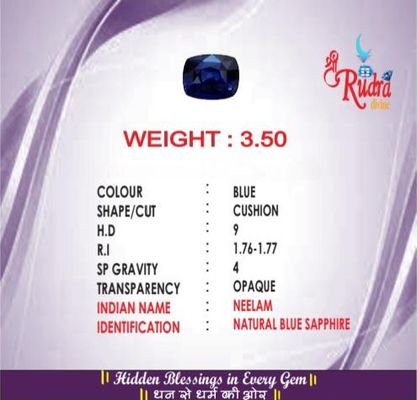 श्री
Rudra
divine
WEIGHT : 3.50
COLOUR : BLUE
SHAPE/CUT : CUSHION
H.D : 9
R.I : 1.76-1.77
SP GRAVITY : 4
TRANSPARENCY : OPAQUE
INDIAN NAME : NEELAM
IDENTIFICATION : NATURAL BLUE SAPPHIRE
|| Hidden Blessings in Every Gem ||
|| धन से धर्म की ओर ||